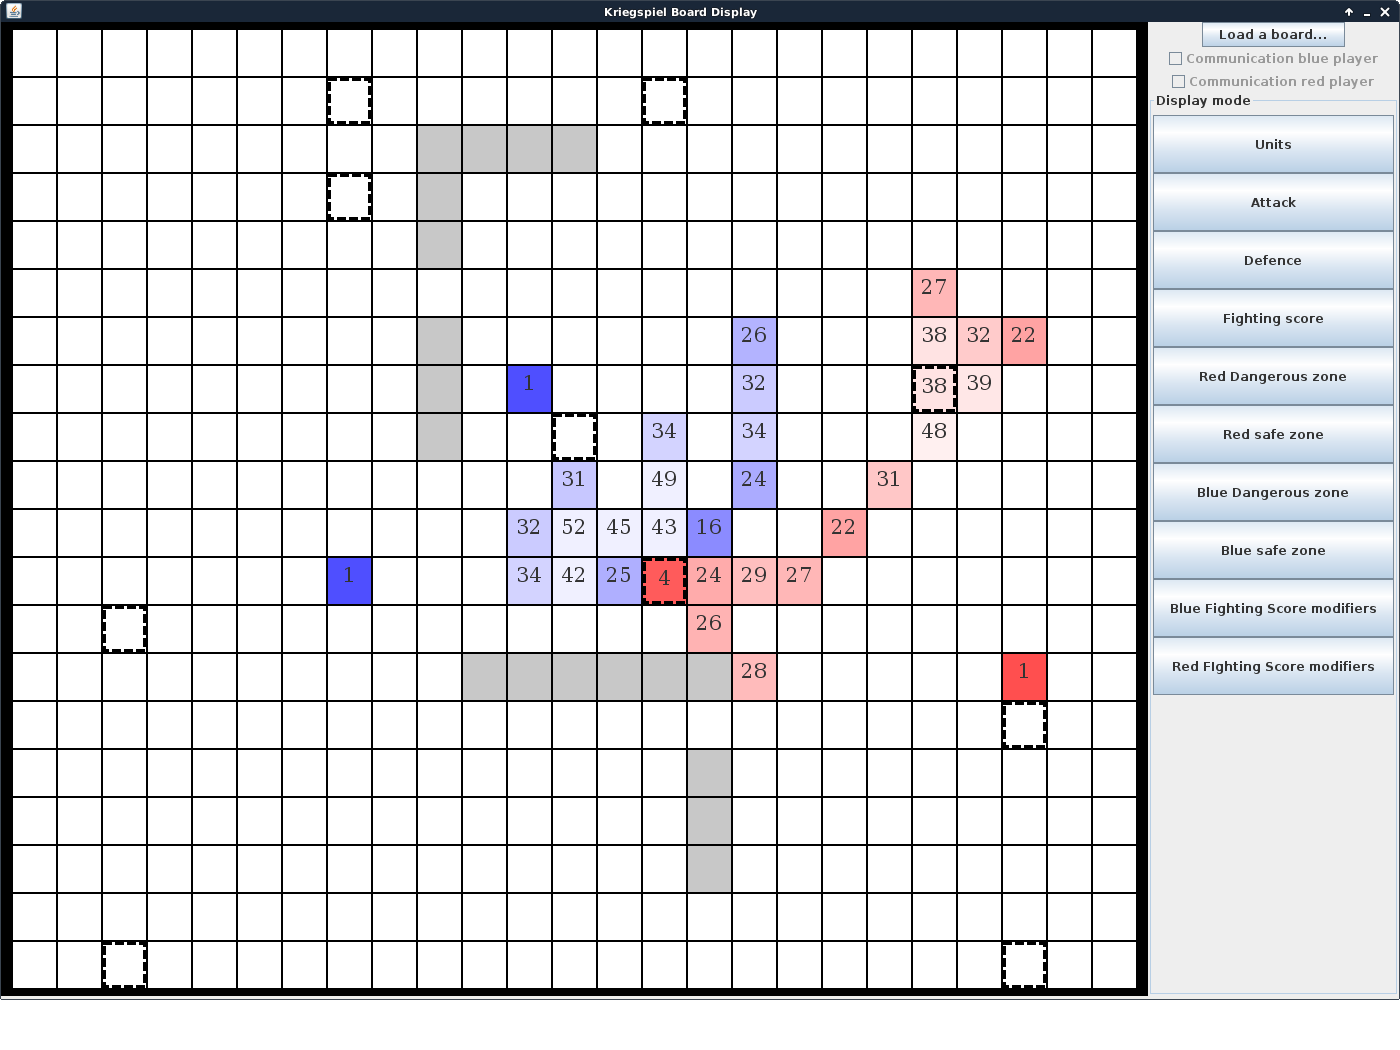 Kriegspiel Board Display
Load a board...
Communication blue player
Communication red player
Display mode
Units
Attack
Defence
Fighting score
Red Dangerous zone
Red safe zone
Blue Dangerous zone
Blue safe zone
Blue Fighting Score modifiers
Red FIghting Score modifiers
27
26 38 32 22
1 32 38 39
34 34 48
31 49 24 31
32 52 45 43 16 22
1 34 42 25 4 24 29 27
26
28 1